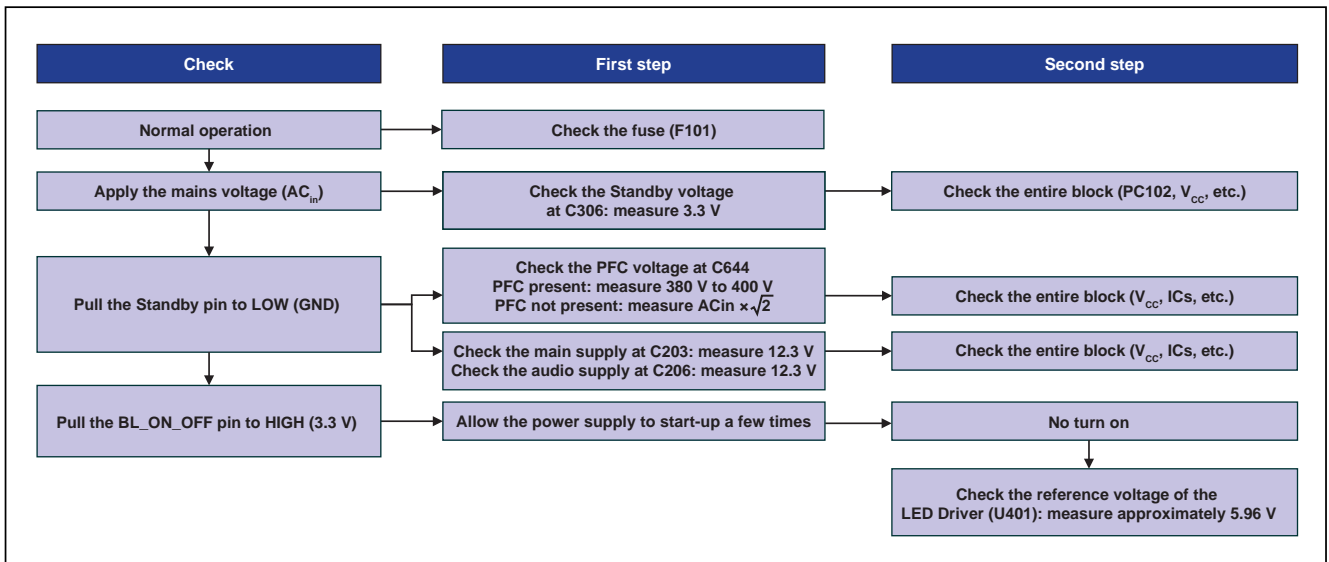 Check
First step
Second step
Normal operation
Check the fuse (F101)
Apply the mains voltage (ACin)
Check the Standby voltage
at C306: measure 3.3 V
Check the entire block (PC102, VCC, etc.)
Pull the Standby pin to LOW (GND)
Check the PFC voltage at C644
PFC present: measure 380 V to 400 V
PFC not present: measure ACin ×√2
Check the entire block (VCC, ICs, etc.)
Check the main supply at C203: measure 12.3 V
Check the audio supply at C206: measure 12.3 V
Check the entire block (VCC, ICs, etc.)
Pull the BL_ON_OFF pin to HIGH (3.3 V)
Allow the power supply to start-up a few times
No turn on
Check the reference voltage of the
LED Driver (U401): measure approximately 5.96 V